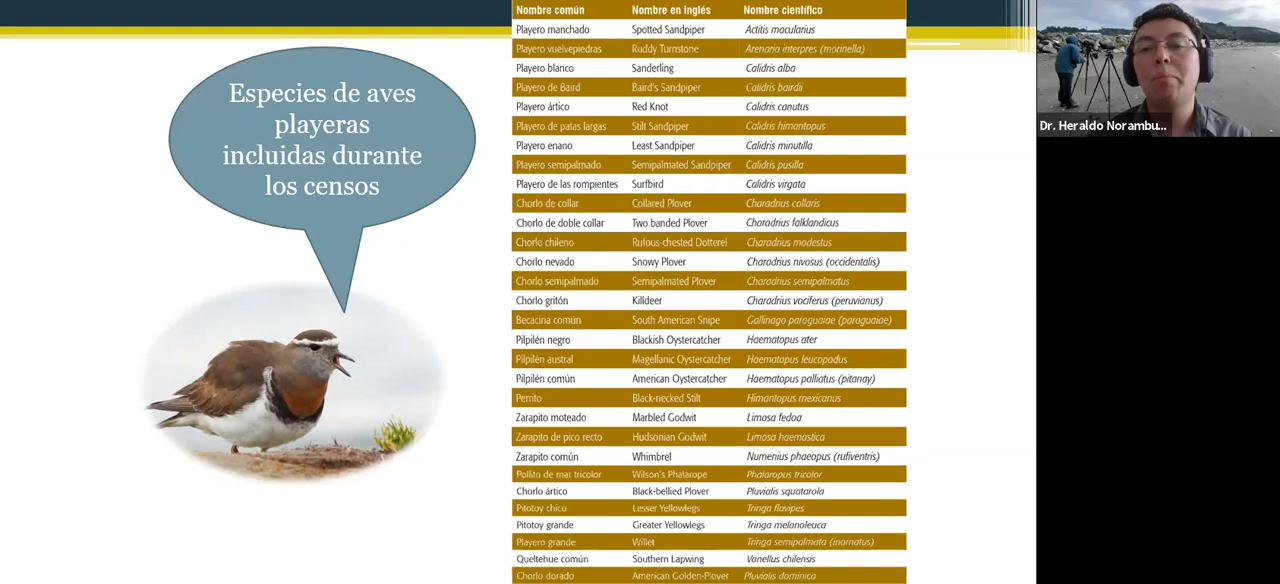 Especies de aves
playeras
incluidas durante
los censos
Nombre común Nombre en inglés Nombre científico
Playero manchado Spotted Sandpiper Actitis macularius
Playero vuelvepiedras Ruddy Turnstone Arenaria interpres (morinella)
Playero blanco Sanderling Calidris alba
Playero de Baird Baird's Sandpiper Calidris bairdii
Playero ártico Red Knot Calidris canutus
Playero de patas largas Stilt Sandpiper Calidris himantopus
Playero enano Least Sandpiper Calidris minutilla
Playero semipalmado Semipalmated Sandpiper Calidris pusilla
Playero de las rompientes Surfbird Calidris virgata
Chorlo de collar Collared Plover Charadrius collaris
Chorlo de doble collar Two banded Plover Charadrius falklandicus
Chorlo chileno Rufous-chested Dotterel Charadrius modestus
Chorlo nevado Snowy Plover Charadrius nivosus (occidentalis)
Chorlo semipalmado Semipalmated Plover Charadrius semipalmatus
Chorlo gritón Killdeer Charadrius vociferus (peruvianus)
Becacina común South American Snipe Gallinago paraguaiae (paraguaiae)
Pilpilén negro Blackish Oystercatcher Haematopus ater
Pilpilén austral Magellanic Oystercatcher Haematopus leucopodus
Pilpilén común American Oystercatcher Haematopus palliatus (pitanay)
Perrito Black-necked Stilt Himantopus mexicanus
Zarapito moteado Marbled Godwit Limosa fedoa
Zarapito de pico recto Hudsonian Godwit Limosa haemastica
Zarapito común Whimbrel Numenius phaeopus (rufiventris)
Pollito de mar tricolor Wilson's Phalarope Phalaropus tricolor
Chorlo ártico Black-bellied Plover Pluvialis squatarola
Pitotoy chico Lesser Yellowlegs Tringa flavipes
Pitotoy grande Greater Yellowlegs Tringa melanoleuca
Playero grande Willet Tringa semipalmata (inornatus)
Queltehue común Southern Lapwing Vanellus chilensis
Chorlo dorado American Golden-Plover Pluvialis dominica
Dr. Heraldo Norambu...